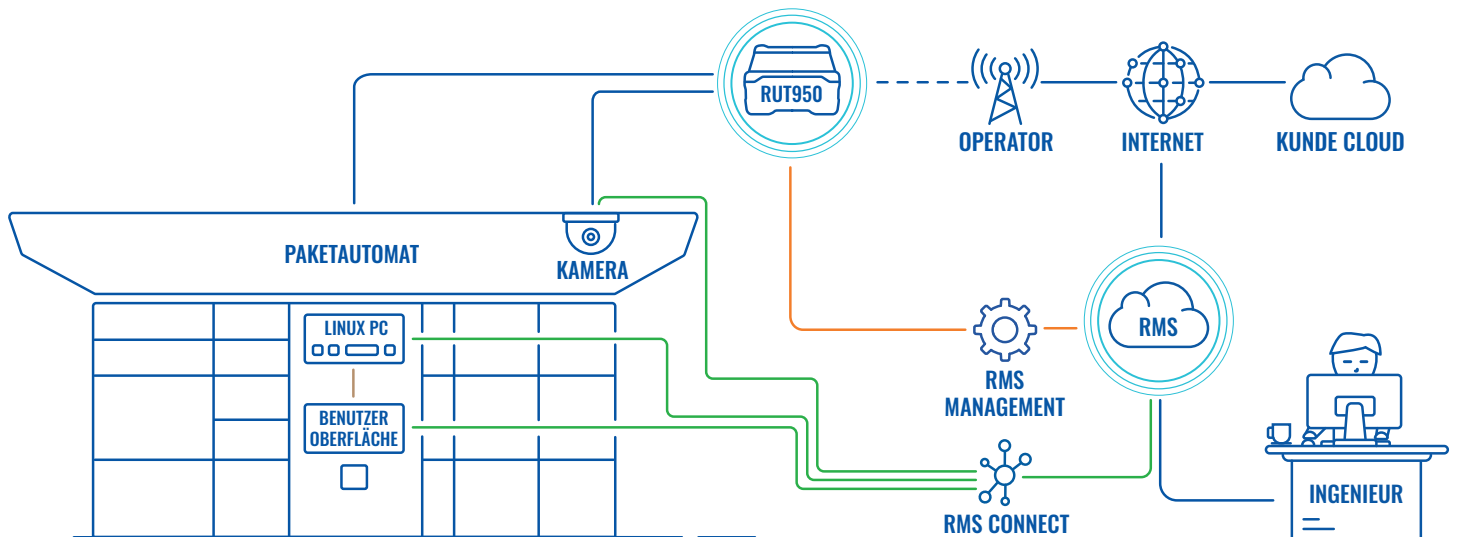 RUT950
OPERATOR
INTERNET
KUNDE CLOUD
PAKETAUTOMAT
KAMERA
LINUX PC
BENUTZER
OBERFLÄCHE
RMS
RMS
MANAGEMENT
RMS CONNECT
INGENIEUR